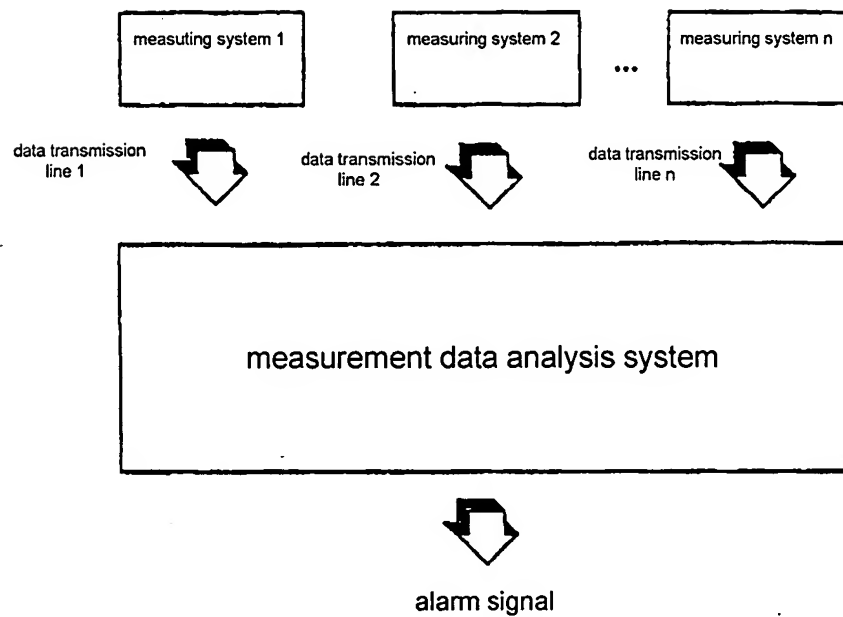 measuting system 1
measuring system 2
...
measuring system n
data transmission
line 1
data transmission
line 2
data transmission
line n
measurement data analysis system
alarm signal